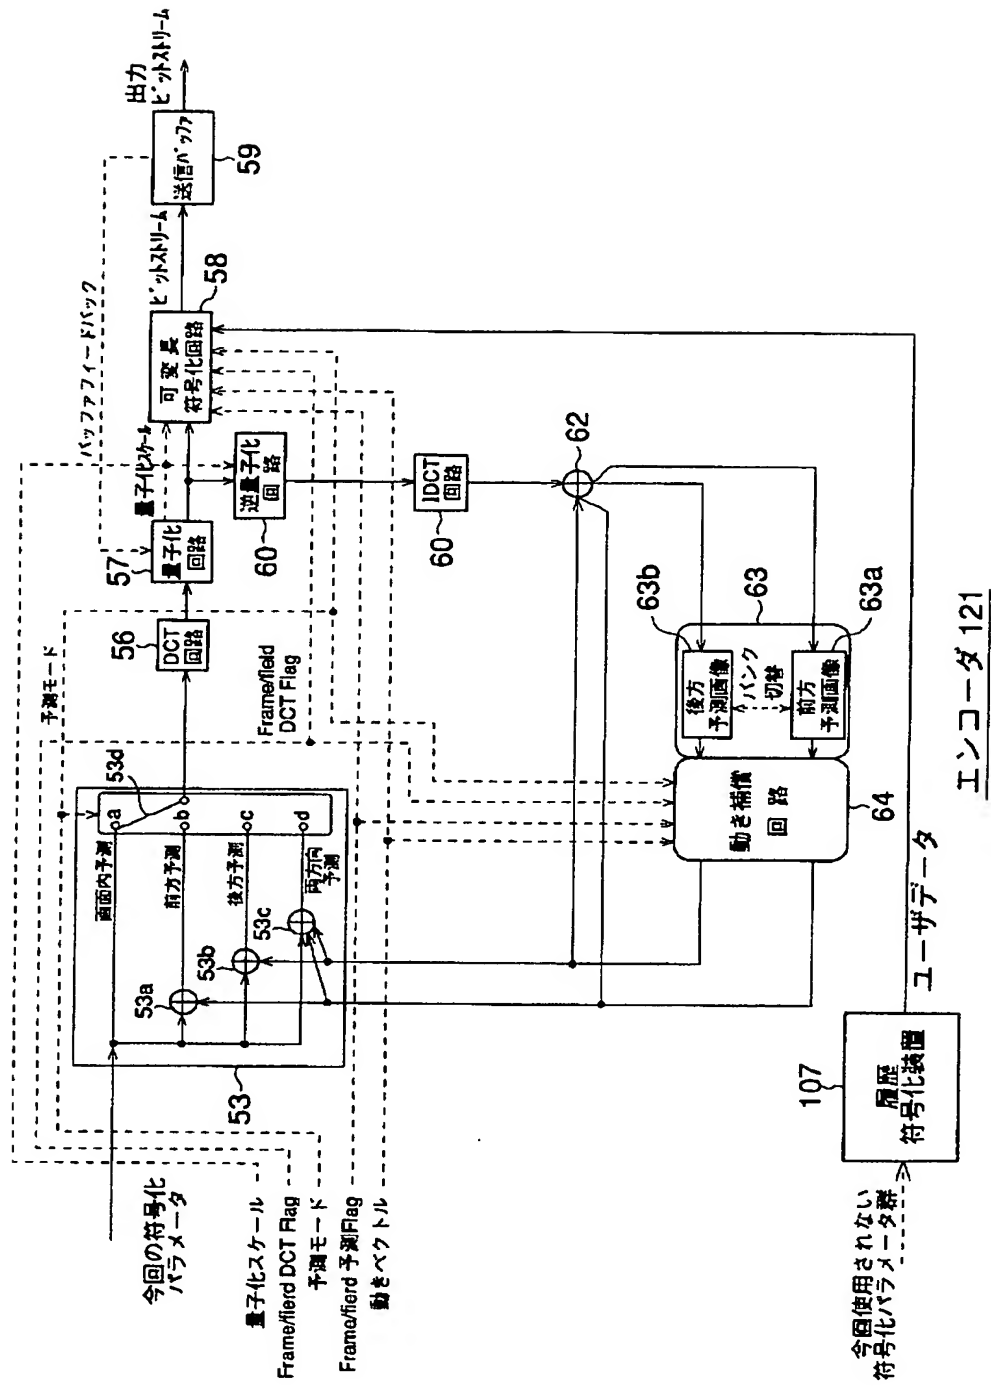 出力
ビットストリーム
送信バッファ
59
バッファフィードバック
ビットストリーム
58
可変長
符号化回路
量子化スケール
57
量子化
回路
逆量子化
回路
60
IDCT
回路
60
62
予測モード
56
DCT
回路
Frame/field
DCT Flag
53d
a
b
c
d
画面内予測
前方予測
後方予測
両方向
予測
53a
53b
53c
53
63b
63
63a
後方
予測画像
バンク
切替
前方
予測画像
動き補償
回路
64
今回の符号化
パラメータ
量子化スケール
Frame/fierd DCT Flag
予測モード
Frame/fierd 予測Flag
動きベクトル
ユーザデータ
107
履歴
符号化装置
今回使用されない
符号化パラメータ群
エンコーダ 121